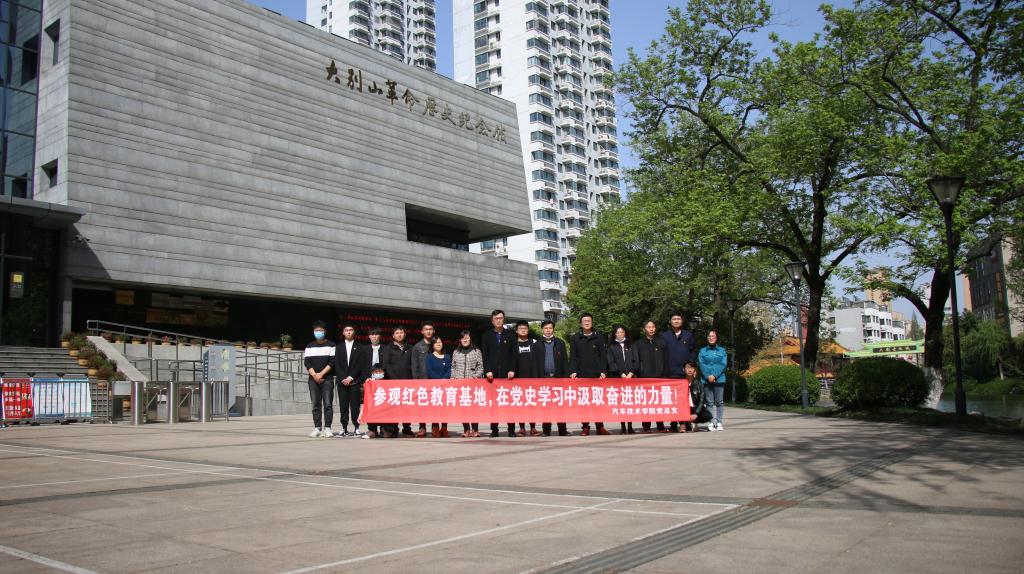 大别山革命历史纪念馆
参观红色教育基地，在党史学习中汲取奋进的力量！
汽车技术学院党总支